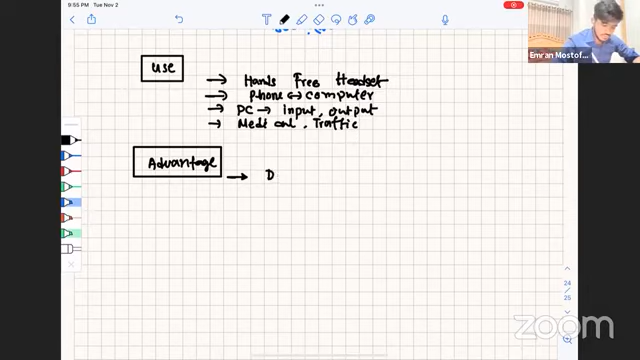 9:55 PM Tue Nov 2
use
→ Hands Free Headset
→ Phone ↔ computer
→ PC → input, output
→ Medical, Traffic
Advantage
→ D
Emran Mostof...
24
/
25
zoom